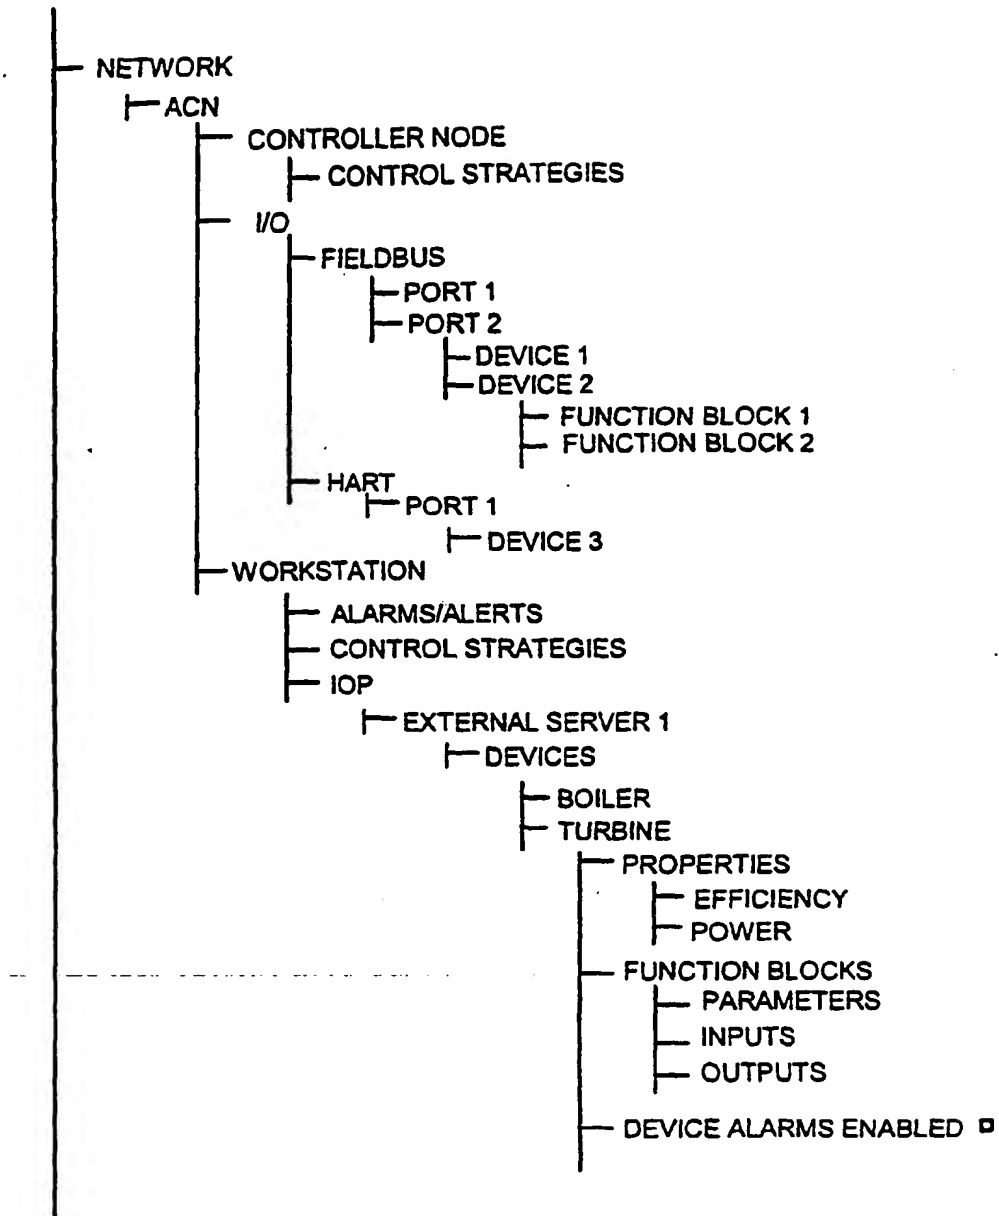 NETWORK
ACN
CONTROLLER NODE
CONTROL STRATEGIES
I/O
FIELDBUS
PORT 1
PORT 2
DEVICE 1
DEVICE 2
FUNCTION BLOCK 1
FUNCTION BLOCK 2
HART
PORT 1
DEVICE 3
WORKSTATION
ALARMS/ALERTS
CONTROL STRATEGIES
IOP
EXTERNAL SERVER 1
DEVICES
BOILER
TURBINE
PROPERTIES
EFFICIENCY
POWER
FUNCTION BLOCKS
PARAMETERS
INPUTS
OUTPUTS
DEVICE ALARMS ENABLED